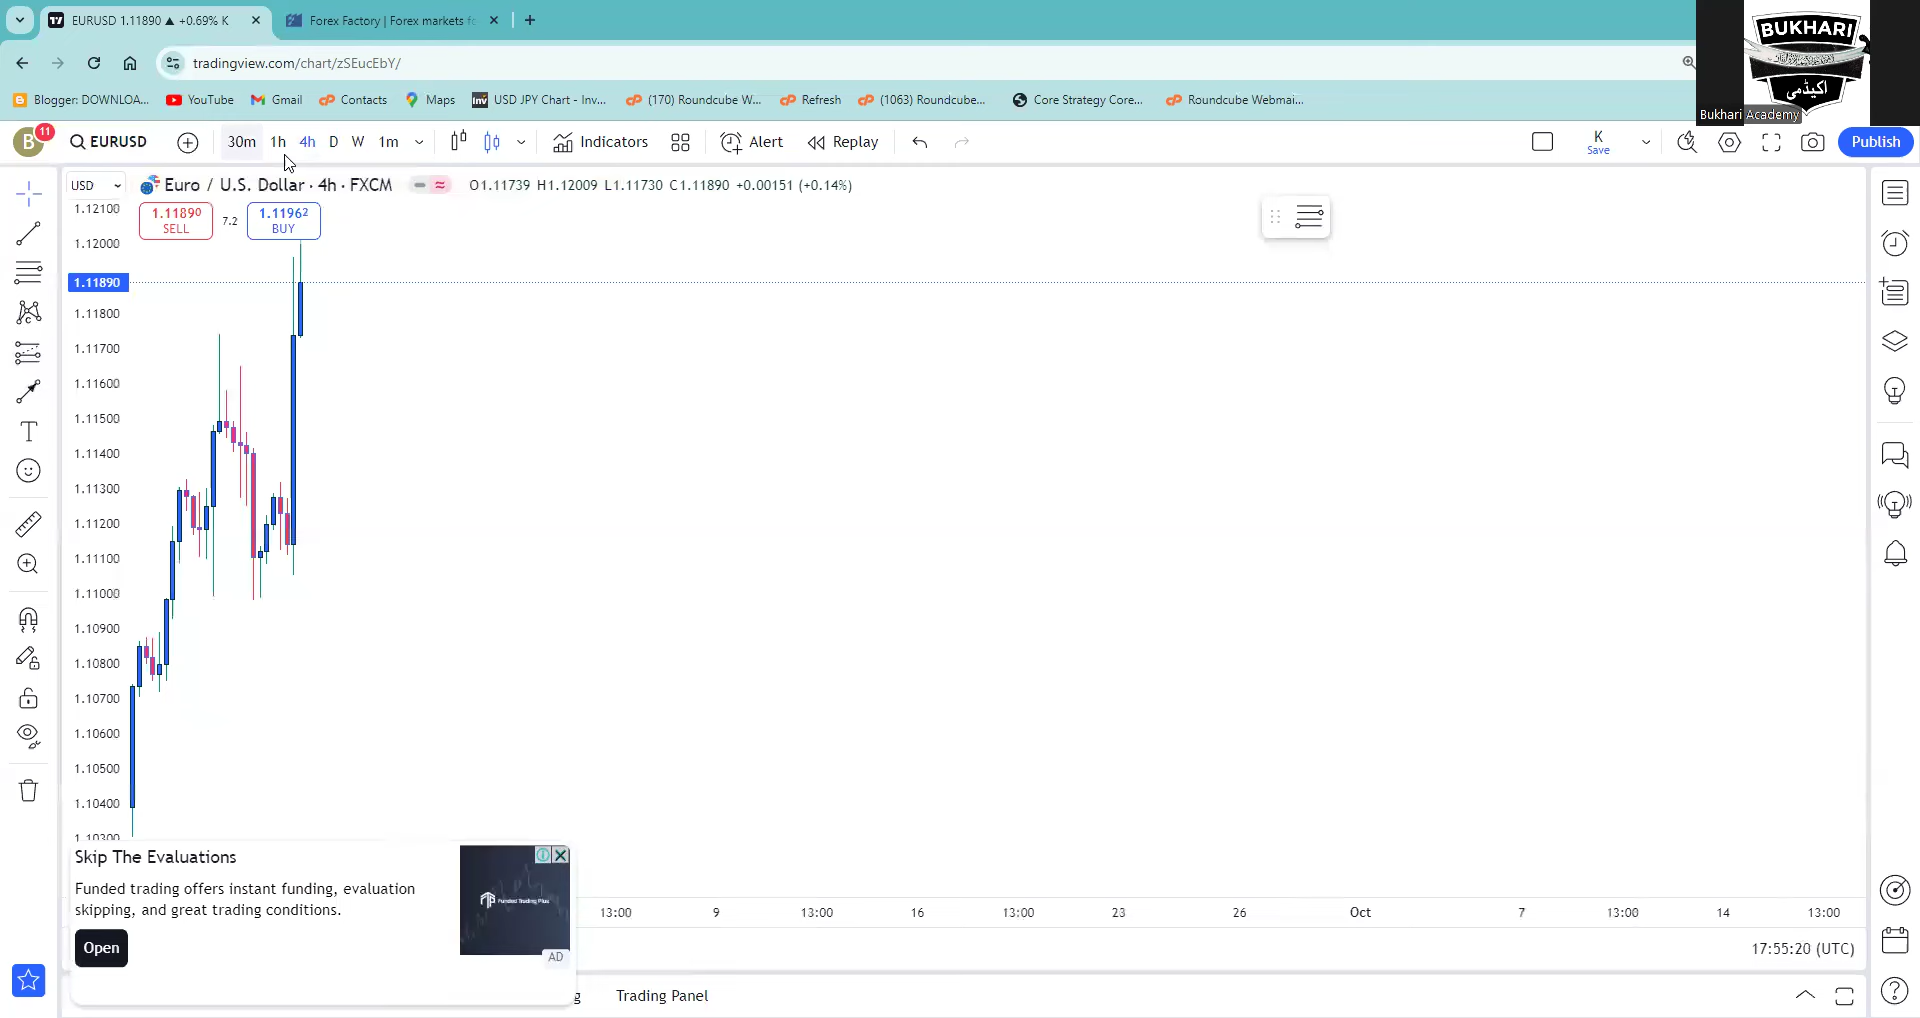 EURUSD 1.11890 ▲ +0.69% K
Forex Factory | Forex markets fo
tradingview.com/chart/zSEucEbY/
Blogger: DOWNLOA...
YouTube
Gmail
Contacts
Maps
Inv
USD JPY Chart - Inv...
(170) Roundcube W...
Refresh
(1063) Roundcube...
Core Strategy Core...
Roundcube Webmai...
BUKHARI
اکیڈمی
Bukhari Academy
B
11
EURUSD
30m
1h
4h
D
W
1m
Indicators
Alert
Replay
K
Save
Publish
USD
Euro / U.S. Dollar · 4h · FXCM
O1.11739 H1.12009 L1.11730 C1.11890 +0.00151 (+0.14%)
1.11890
SELL
7.2
1.11962
BUY
1.12100
1.12000
1.11890
1.11800
1.11700
1.11600
1.11500
1.11400
1.11300
1.11200
1.11100
1.11000
1.10900
1.10800
1.10700
1.10600
1.10500
1.10400
1.10300
Skip The Evaluations
Funded trading offers instant funding, evaluation
skipping, and great trading conditions.
Open
Funded Trading Plus
AD
13:00
9
13:00
16
13:00
23
26
Oct
7
13:00
14
13:00
17:55:20 (UTC)
g
Trading Panel